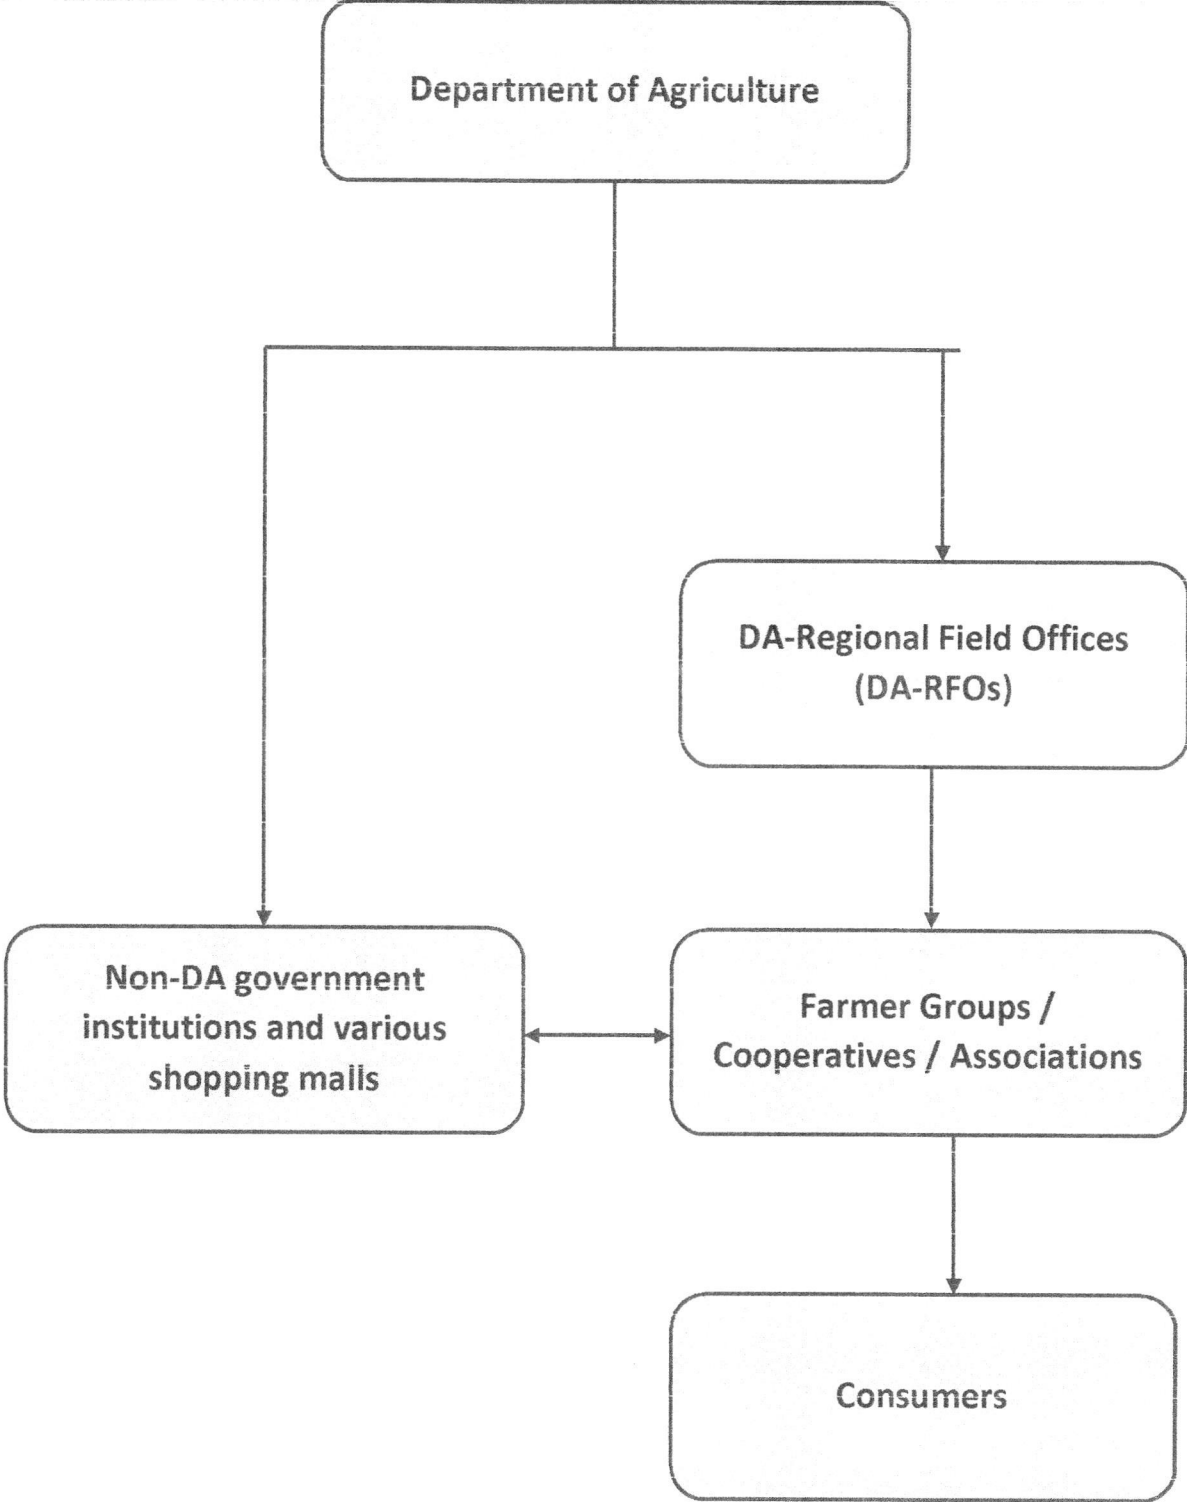 Department of Agriculture
DA-Regional Field Offices
(DA-RFOs)
Non-DA government
institutions and various
shopping malls
Farmer Groups /
Cooperatives / Associations
Consumers